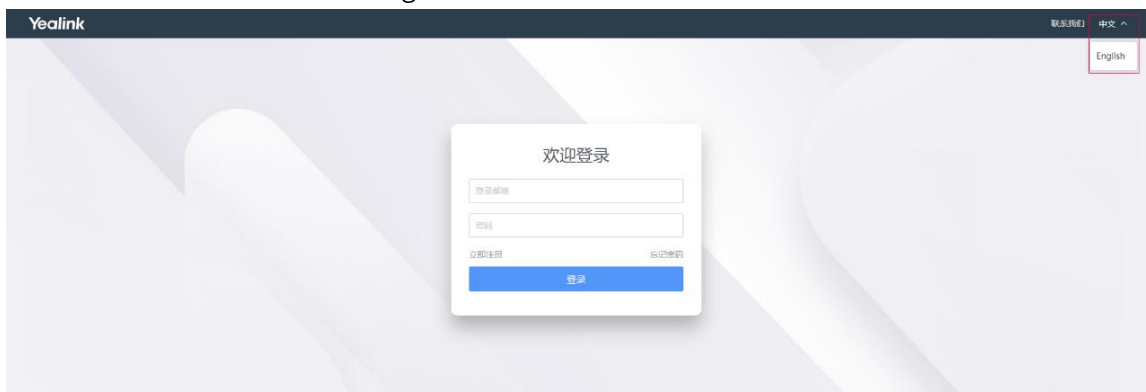 Yealink
联系我们 中文
English
欢迎登录
登录邮箱
密码
立即注册 忘记密码
登录